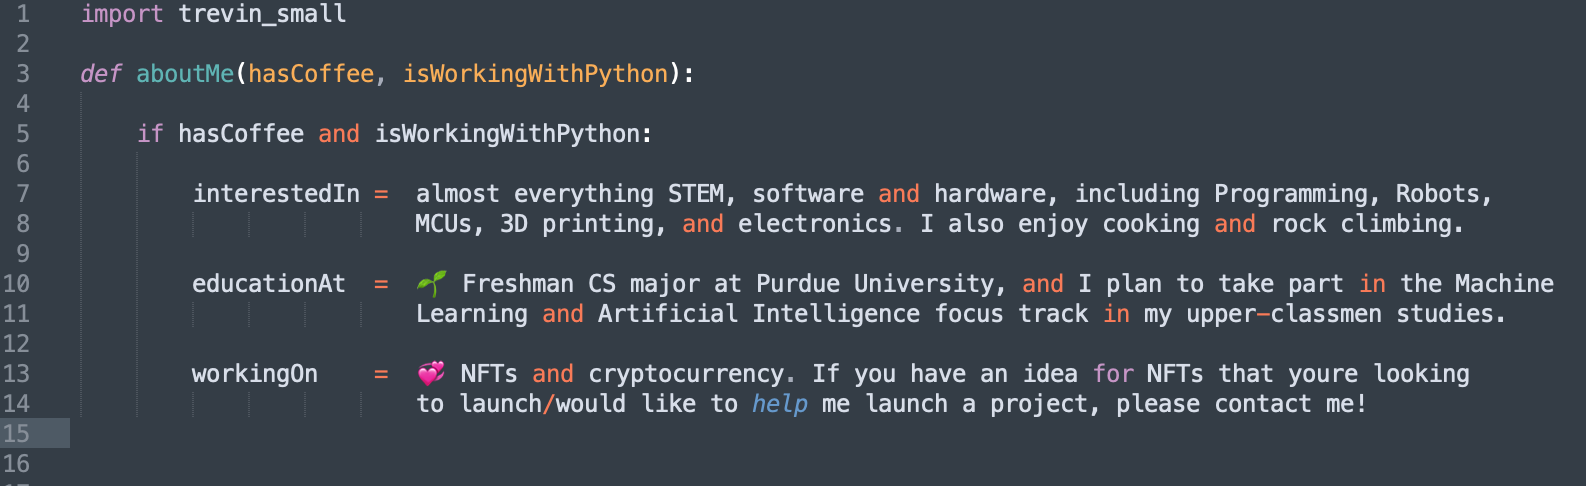 1 import trevin_small
2
3 def aboutMe(hasCoffee, isWorkingWithPython):
4
5 if hasCoffee and isWorkingWithPython:
6
7 interestedIn = almost everything STEM, software and hardware, including Programming, Robots,
8 MCUs, 3D printing, and electronics. I also enjoy cooking and rock climbing.
9
10 educationAt = 🌱 Freshman CS major at Purdue University, and I plan to take part in the Machine
11 Learning and Artificial Intelligence focus track in my upper-classmen studies.
12
13 workingOn = 💞 NFTs and cryptocurrency. If you have an idea for NFTs that youre looking
14 to launch/would like to help me launch a project, please contact me!
15
16